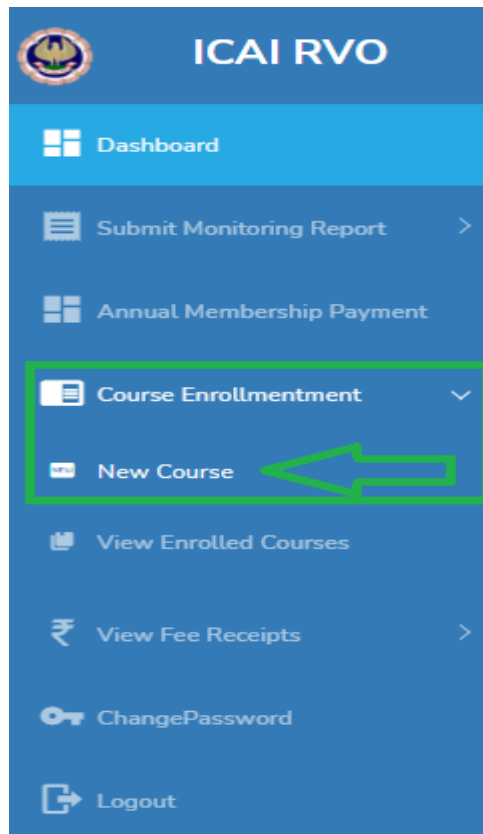 ICAI RVO
Dashboard
Submit Monitoring Report
Annual Membership Payment
Course Enrollmentment
New Course
View Enrolled Courses
View Fee Receipts
ChangePassword
Logout